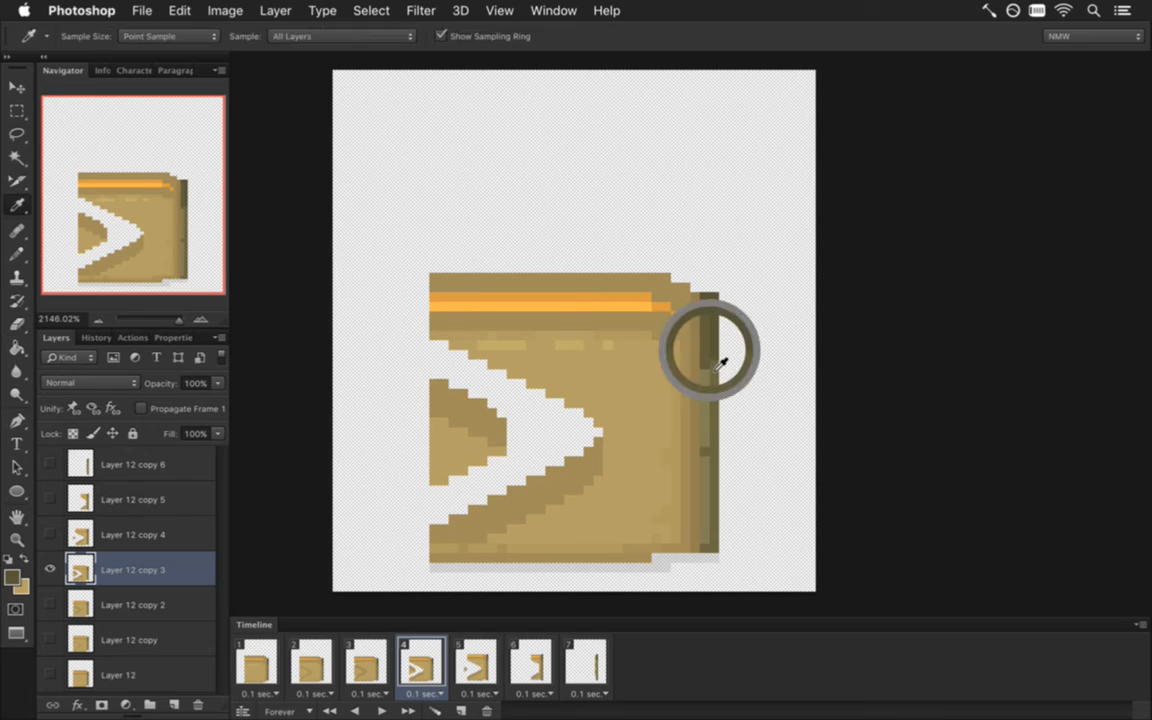 Photoshop File Edit Image Layer Type Select Filter 3D View Window Help
Sample Size: Point Sample Sample: All Layers Show Sampling Ring NMW
Navigator Info Characte Paragrap
2146.02%
Layers History Actions Propertie
Kind
Normal Opacity: 100%
Unify: Propagate Frame 1
Lock: Fill: 100%
Layer 12 copy 6
Layer 12 copy 5
Layer 12 copy 4
Layer 12 copy 3
Layer 12 copy 2
Layer 12 copy
Layer 12
Timeline
1 2 3 4 5 6 7
0.1 sec. 0.1 sec. 0.1 sec. 0.1 sec. 0.1 sec. 0.1 sec. 0.1 sec.
Forever